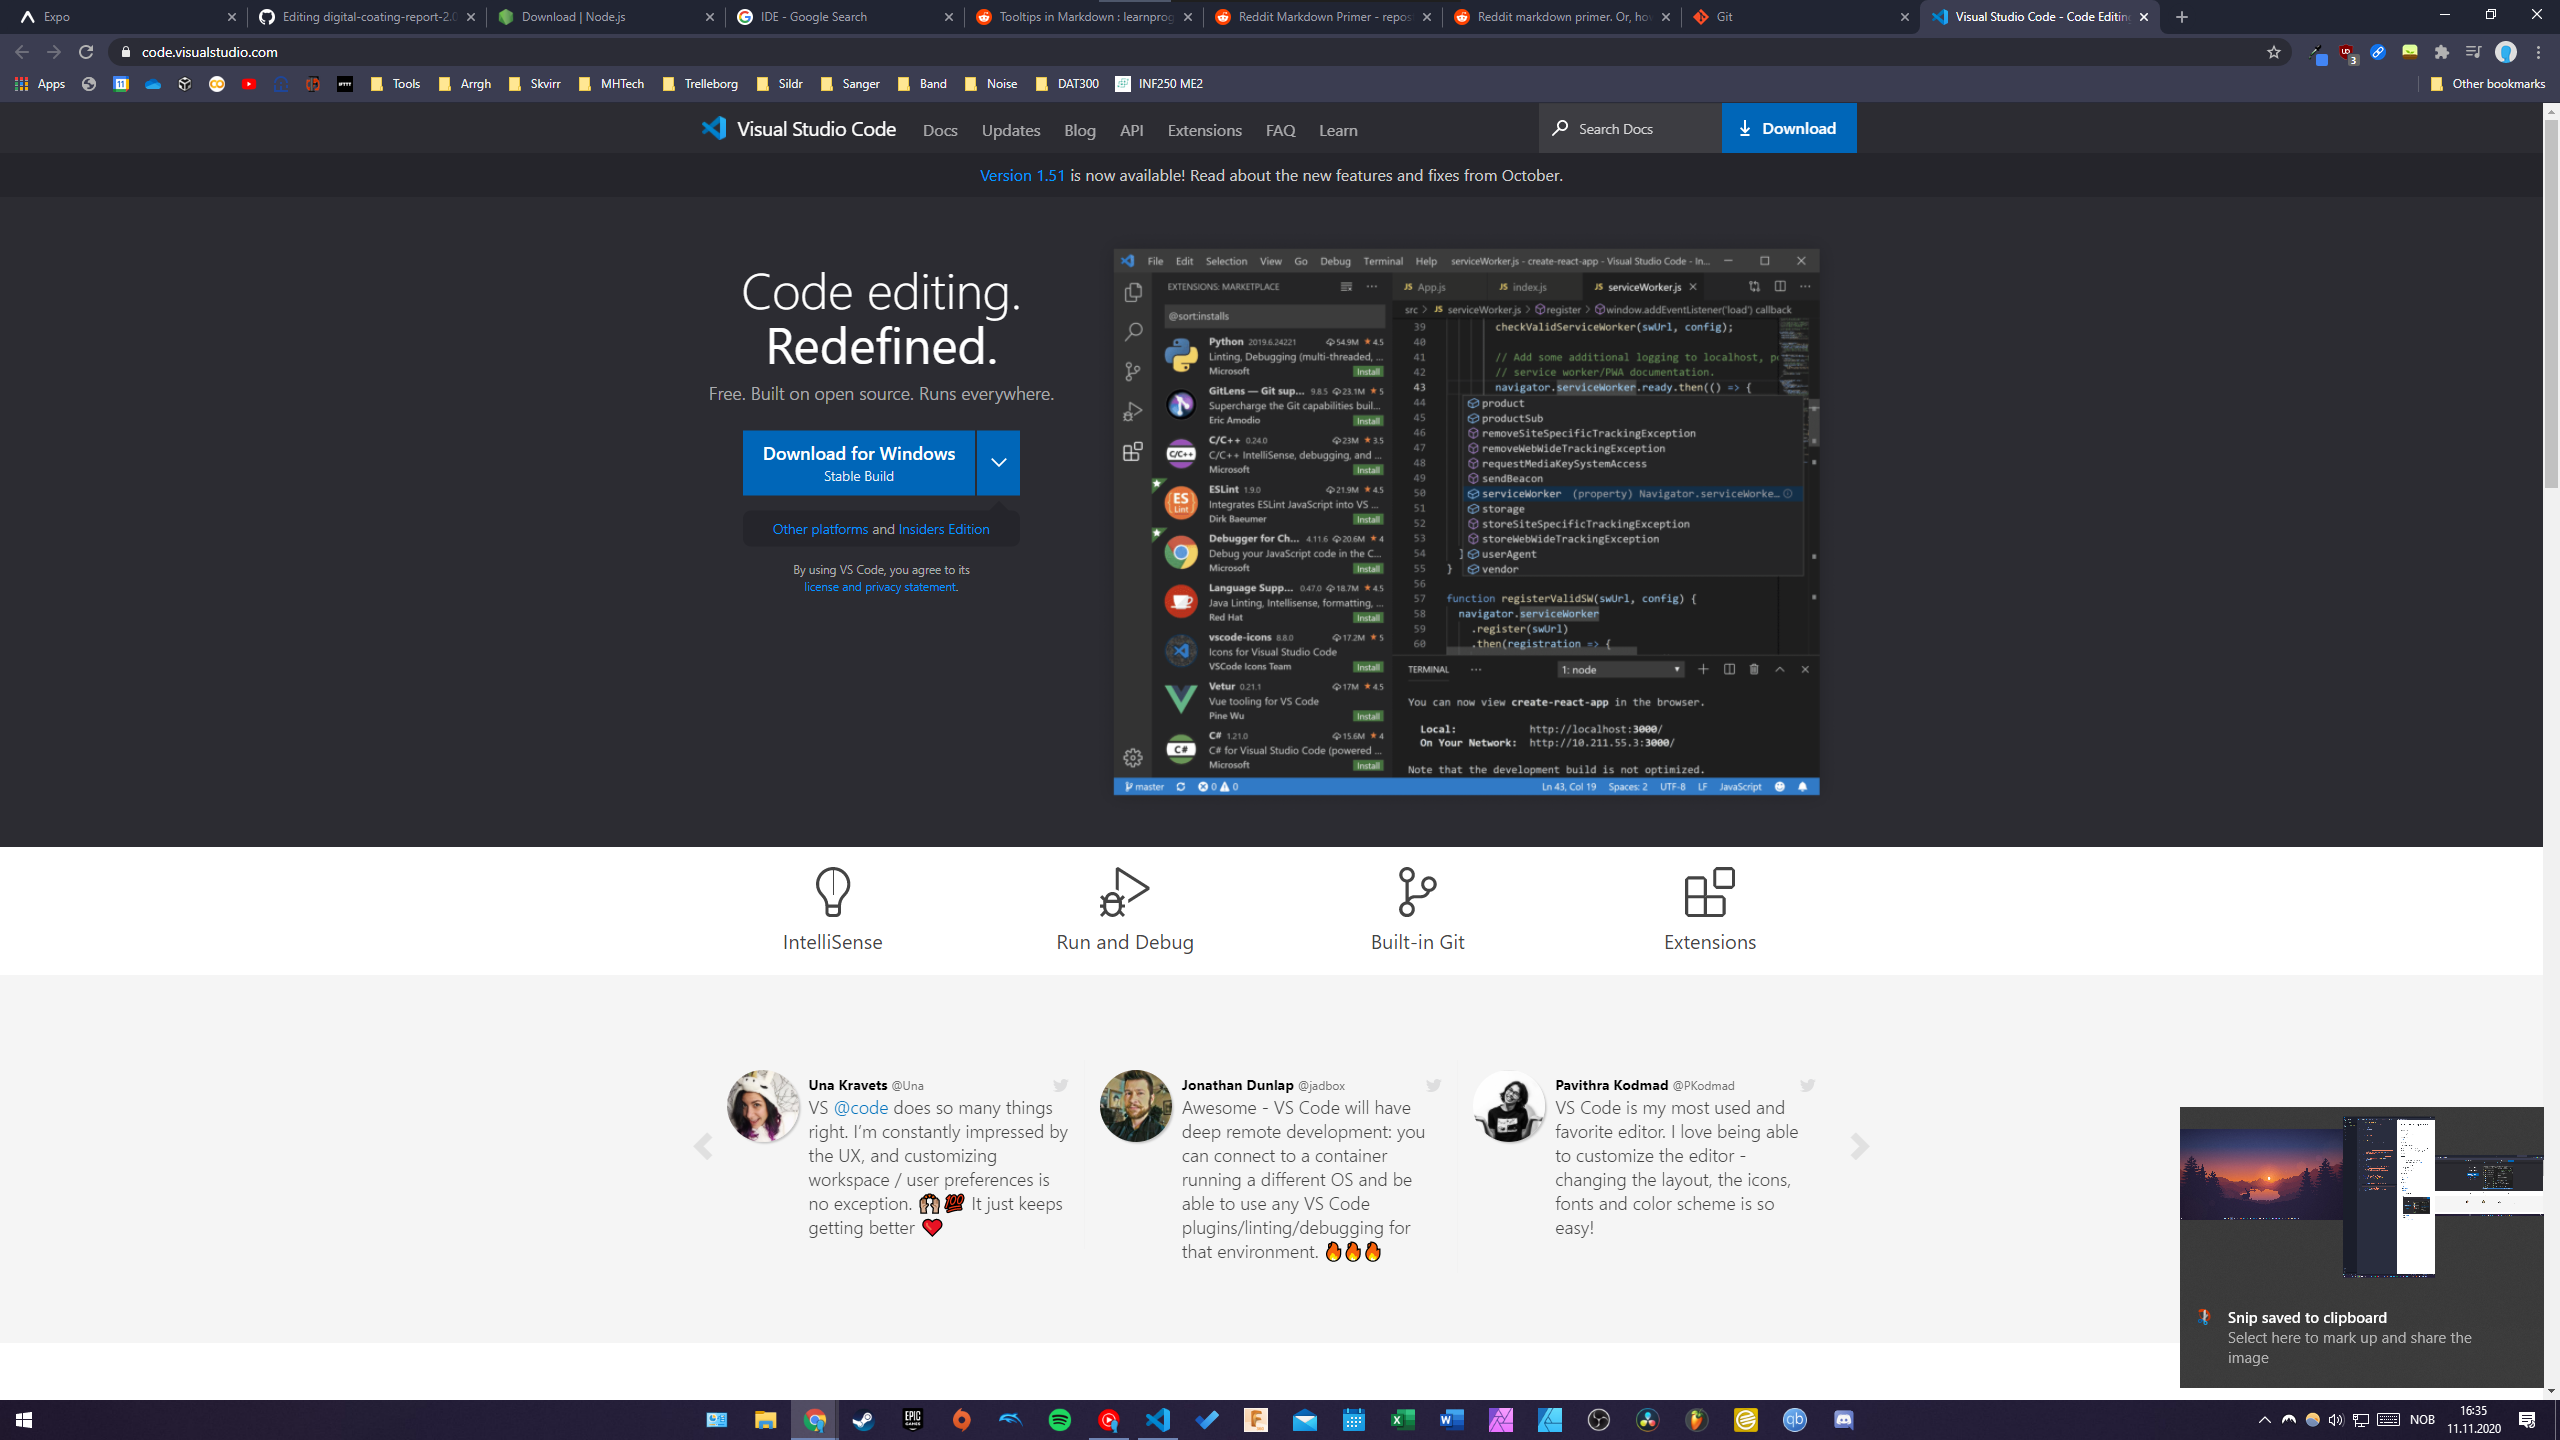 Expo
Editing digital-coating-report-2.0
Download | Node.js
IDE - Google Search
Tooltips in Markdown : learnprog
Reddit Markdown Primer - repos
Reddit markdown primer. Or, how
Git
Visual Studio Code - Code Editing
code.visualstudio.com
3
Apps
11
IFTTT
Tools
Arrgh
Skvirr
MHTech
Trelleborg
Sildr
Sanger
Band
Noise
DAT300
INF250 ME2
Other bookmarks
Visual Studio Code
Docs
Updates
Blog
API
Extensions
FAQ
Learn
Search Docs
Download
Version 1.51 is now available! Read about the new features and fixes from October.
Code editing.
Redefined.
Free. Built on open source. Runs everywhere.
Download for Windows
Stable Build
Other platforms and Insiders Edition
By using VS Code, you agree to its
license and privacy statement.
File Edit Selection View Go Debug Terminal Help serviceWorker.js - create-react-app - Visual Studio Code - In...
EXTENSIONS: MARKETPLACE
@sort:installs
Python 2019.6.24221 54.9M 4.5
Linting, Debugging (multi-threaded, ...
Microsoft Install
GitLens — Git sup... 9.8.5 23.1M 5
Supercharge the Git capabilities buil...
Eric Amodio Install
C/C++ 0.24.0 23M 3.5
C/C++ IntelliSense, debugging, and ...
Microsoft Install
ESLint 1.9.0 21.9M 4.5
Integrates ESLint JavaScript into VS ...
Dirk Baeumer Install
Debugger for Ch... 4.11.6 20.6M 4
Debug your JavaScript code in the C...
Microsoft Install
Language Supp... 0.47.0 18.7M 4.5
Java Linting, Intellisense, formatting, ...
Red Hat Install
vscode-icons 8.8.0 17.2M 5
Icons for Visual Studio Code
VSCode Icons Team Install
Vetur 0.21.1 17M 4.5
Vue tooling for VS Code
Pine Wu Install
C# 1.21.0 15.6M 4
C# for Visual Studio Code (powered ...
Microsoft Install
JS App.js JS index.js JS serviceWorker.js
src > JS serviceWorker.js > register > window.addEventListener('load') callback
39 checkValidServiceWorker(swUrl, config);
40
41 // Add some additional logging to localhost, po
42 // service worker/PWA documentation.
43 navigator.serviceWorker.ready.then(() => {
44 product
45 productSub
46 removeSiteSpecificTrackingException
47 removeWebWideTrackingException
48 requestMediaKeySystemAccess
49 sendBeacon
50 serviceWorker (property) Navigator.serviceWorke...
51 storage
52 storeSiteSpecificTrackingException
53 storeWebWideTrackingException
54 } userAgent
55 } vendor
56
57 function registerValidSW(swUrl, config) {
58 navigator.serviceWorker
59 .register(swUrl)
60 .then(registration => {
TERMINAL ... 1: node
You can now view create-react-app in the browser.
Local: http://localhost:3000/
On Your Network: http://10.211.55.3:3000/
Note that the development build is not optimized.
master 0 0 Ln 43, Col 19 Spaces: 2 UTF-8 LF JavaScript
IntelliSense
Run and Debug
Built-in Git
Extensions
Una Kravets @Una
VS @code does so many things
right. I’m constantly impressed by
the UX, and customizing
workspace / user preferences is
no exception. 🙌🏽💯 It just keeps
getting better ❤️
Jonathan Dunlap @jadbox
Awesome - VS Code will have
deep remote development: you
can connect to a container
running a different OS and be
able to use any VS Code
plugins/linting/debugging for
that environment. 🔥🔥🔥
Pavithra Kodmad @PKodmad
VS Code is my most used and
favorite editor. I love being able
to customize the editor -
changing the layout, the icons,
fonts and color scheme is so
easy!
Snip saved to clipboard
Select here to mark up and share the
image
EPIC GAMES
qb
NOB
16:35
11.11.2020